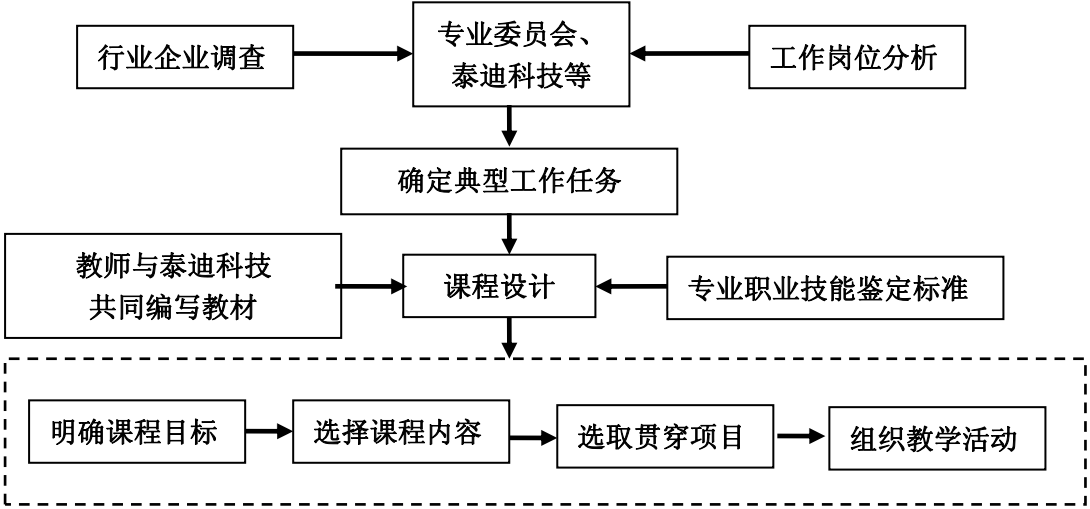 行业企业调查
专业委员会、
泰迪科技等
工作岗位分析
确定典型工作任务
教师与泰迪科技
共同编写教材
课程设计
专业职业技能鉴定标准
明确课程目标
选择课程内容
选取贯穿项目
组织教学活动